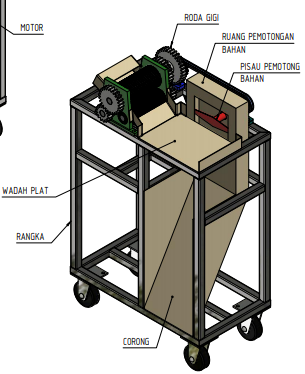 RODA GIGI
MOTOR
RUANG PEMOTONGAN
BAHAN
PISAU PEMOTONG
BAHAN
WADAH PLAT
RANGKA
CORONG